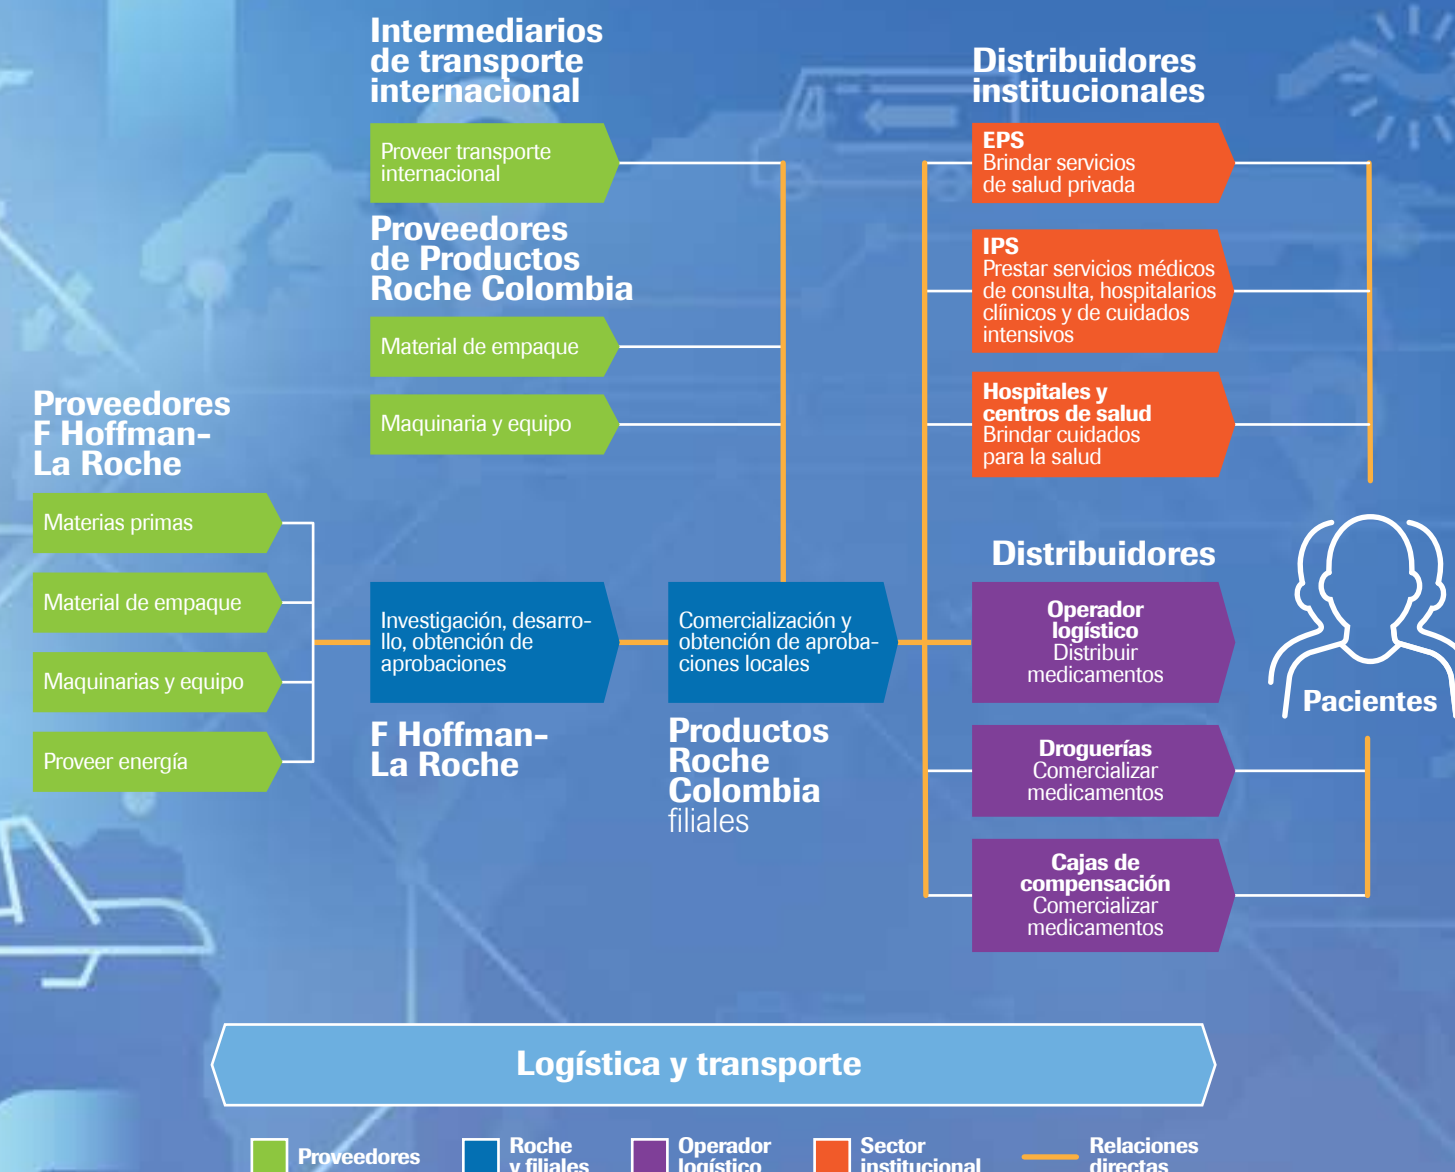 Intermediarios
de transporte
internacional
Proveer transporte
internacional
Proveedores
de Productos
Roche Colombia
Material de empaque
Maquinaria y equipo
Proveedores
F Hoffman-
La Roche
Materias primas
Material de empaque
Maquinarias y equipo
Proveer energía
Investigación, desarro-
llo, obtención de
aprobaciones
F Hoffman-
La Roche
Comercialización y
obtención de aproba-
ciones locales
Productos
Roche
Colombia
filiales
Distribuidores
institucionales
EPS
Brindar servicios
de salud privada
IPS
Prestar servicios médicos
de consulta, hospitalarios
clíinicos y de cuidados
intensivos
Hospitales y
centros de salud
Brindar cuidados
para la salud
Distribuidores
Operador
logístico
Distribuir
medicamentos
Droguerías
Comercializar
medicamentos
Cajas de
compensación
Comercializar
medicamentos
Pacientes
Logística y transporte
Proveedores
Roche
y filiales
Operador
logístico
Sector
institucional
Relaciones
directas